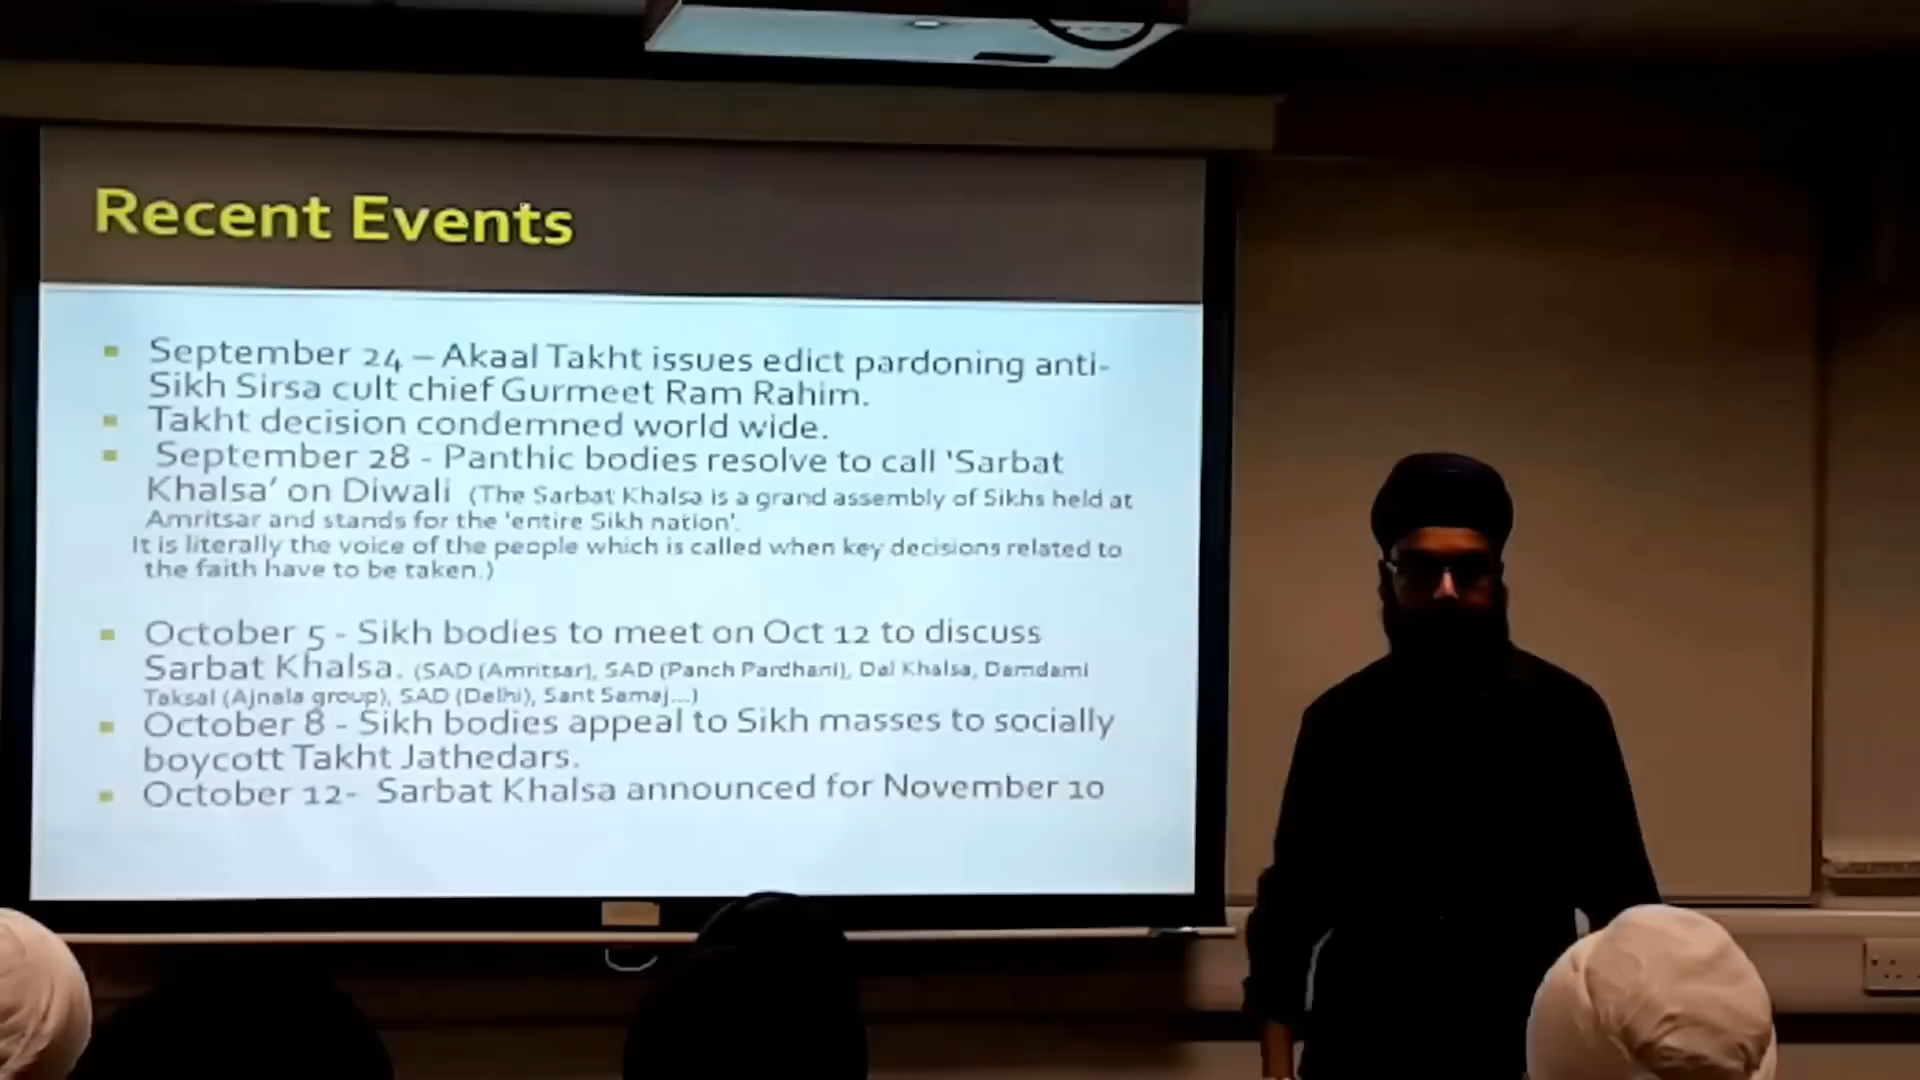 Recent Events
September 24 – Akaal Takht issues edict pardoning anti-
Sikh Sirsa cult chief Gurmeet Ram Rahim.
Takht decision condemned world wide.
September 28 - Panthic bodies resolve to call 'Sarbat
Khalsa' on Diwali (The Sarbat Khalsa is a grand assembly of Sikhs held at
Amritsar and stands for the 'entire Sikh nation'.
It is literally the voice of the people which is called when key decisions related to
the faith have to be taken.)
October 5 - Sikh bodies to meet on Oct 12 to discuss
Sarbat Khalsa. (SAD (Amritsar), SAD (Panch Pardhani), Dal Khalsa, Damdami
Taksal (Ajnala group), SAD (Delhi), Sant Samaj...)
October 8 - Sikh bodies appeal to Sikh masses to socially
boycott Takht Jathedars.
October 12- Sarbat Khalsa announced for November 10